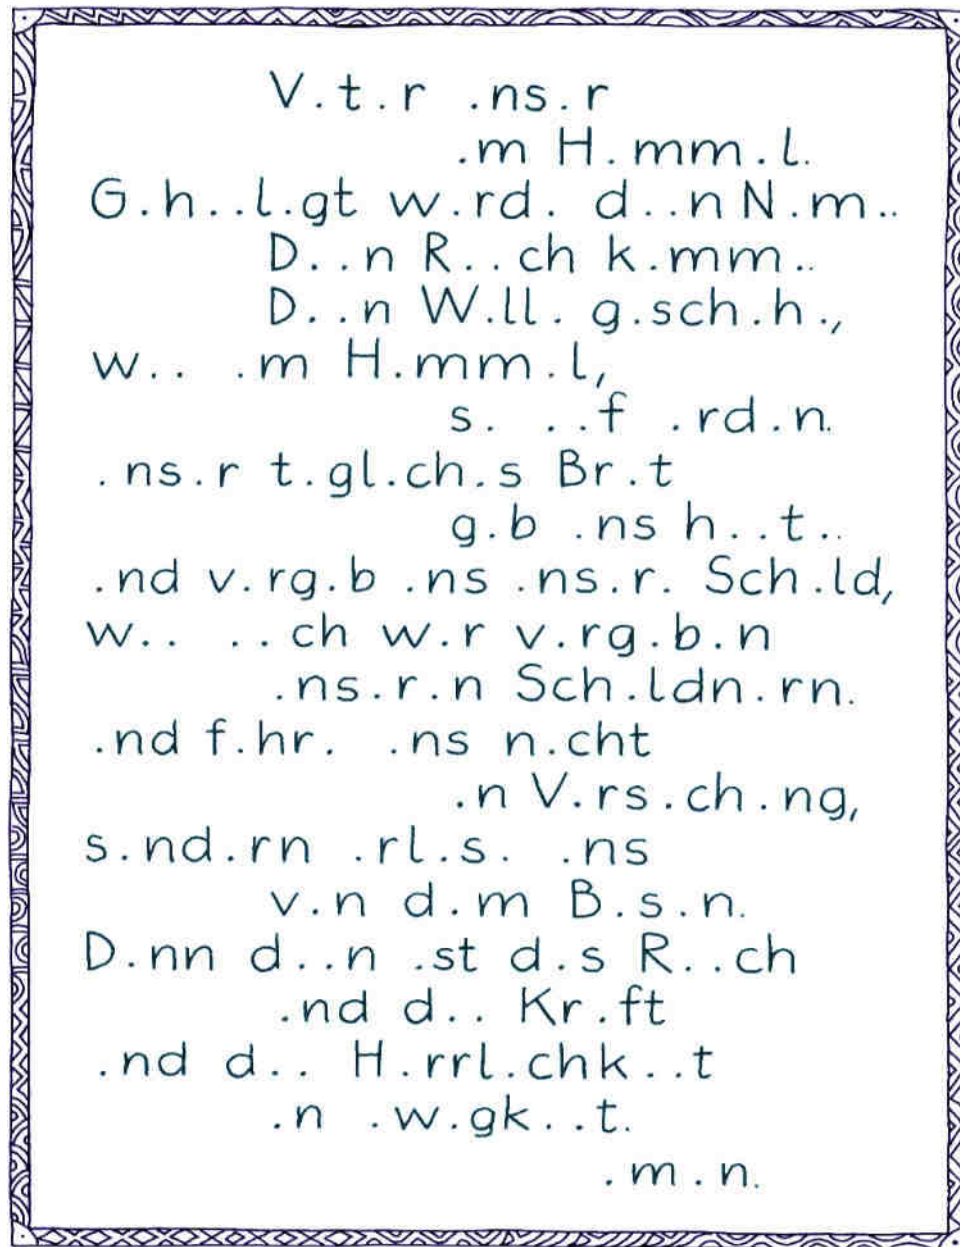 V.t.r .ns.r
.m H.mm.l.
G.h..l.gt w.rd. d..n N.m..
D..n R..ch k.mm..
D..n W.ll. g.sch.h.,
w.. .m H.mm.l,
s. ..f .rd.n.
.ns.r t.gl.ch.s Br.t
g.b .ns h..t..
.nd v.rg.b .ns .ns.r. Sch.ld,
w.. ..ch w.r v.rg.b.n
.ns.r.n Sch.ldn.rn.
.nd f.hr. .ns n.cht
.n V.rs.ch.ng,
s.nd.rn .rl.s. .ns
v.n d.m B.s.n.
D.nn d..n .st d.s R..ch
.nd d.. Kr.ft
.nd d.. H.rrl.chk..t
.n .w.gk..t.
.m.n.